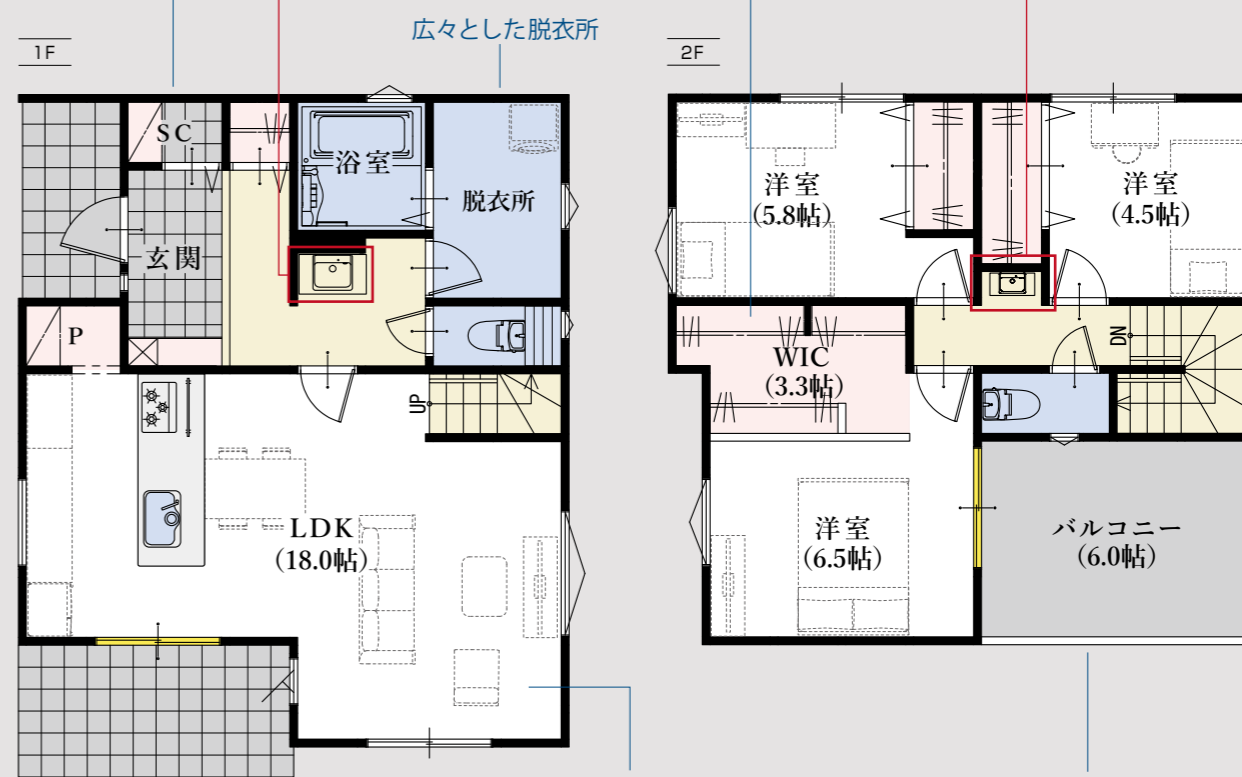 広々とした脱衣所
1F
SC
浴室
脱衣所
玄関
P
UP
LDK
(18.0帖)
2F
洋室
(5.8帖)
洋室
(4.5帖)
WIC
(3.3帖)
DN
洋室
(6.5帖)
バルコニー
(6.0帖)